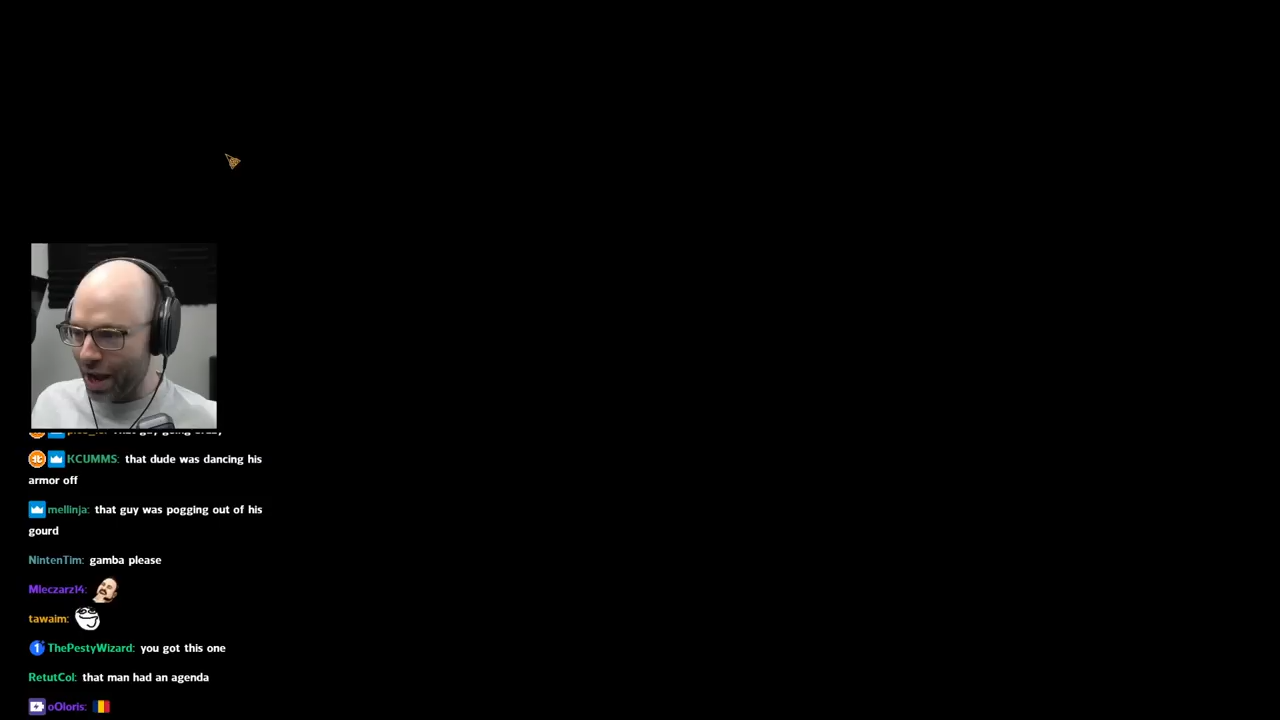 KCUMMS: that dude was dancing his
armor off
mellinja: that guy was pogging out of his
gourd
NintenTim: gamba please
Mleczarz14:
tawaim:
ThePestyWizard: you got this one
RetutCol: that man had an agenda
oOloris: